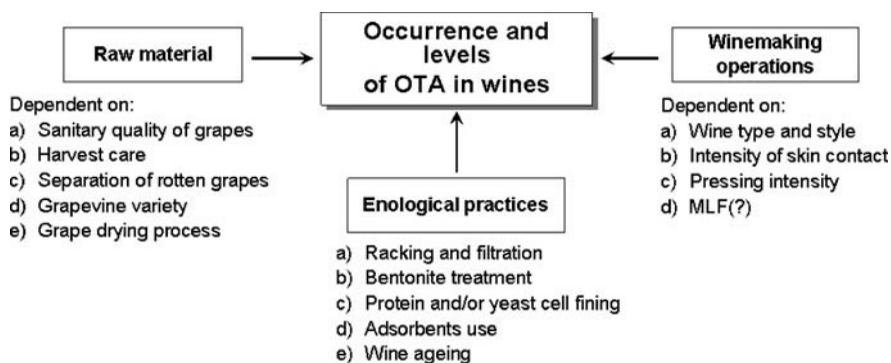 Raw material
Dependent on:
a) Sanitary quality of grapes
b) Harvest care
c) Separation of rotten grapes
d) Grapevine variety
e) Grape drying process
Occurrence and
levels
of OTA in wines
Enological practices
a) Racking and filtration
b) Bentonite treatment
c) Protein and/or yeast cell fining
d) Adsorbents use
e) Wine ageing
Winemaking
operations
Dependent on:
a) Wine type and style
b) Intensity of skin contact
c) Pressing intensity
d) MLF(?)